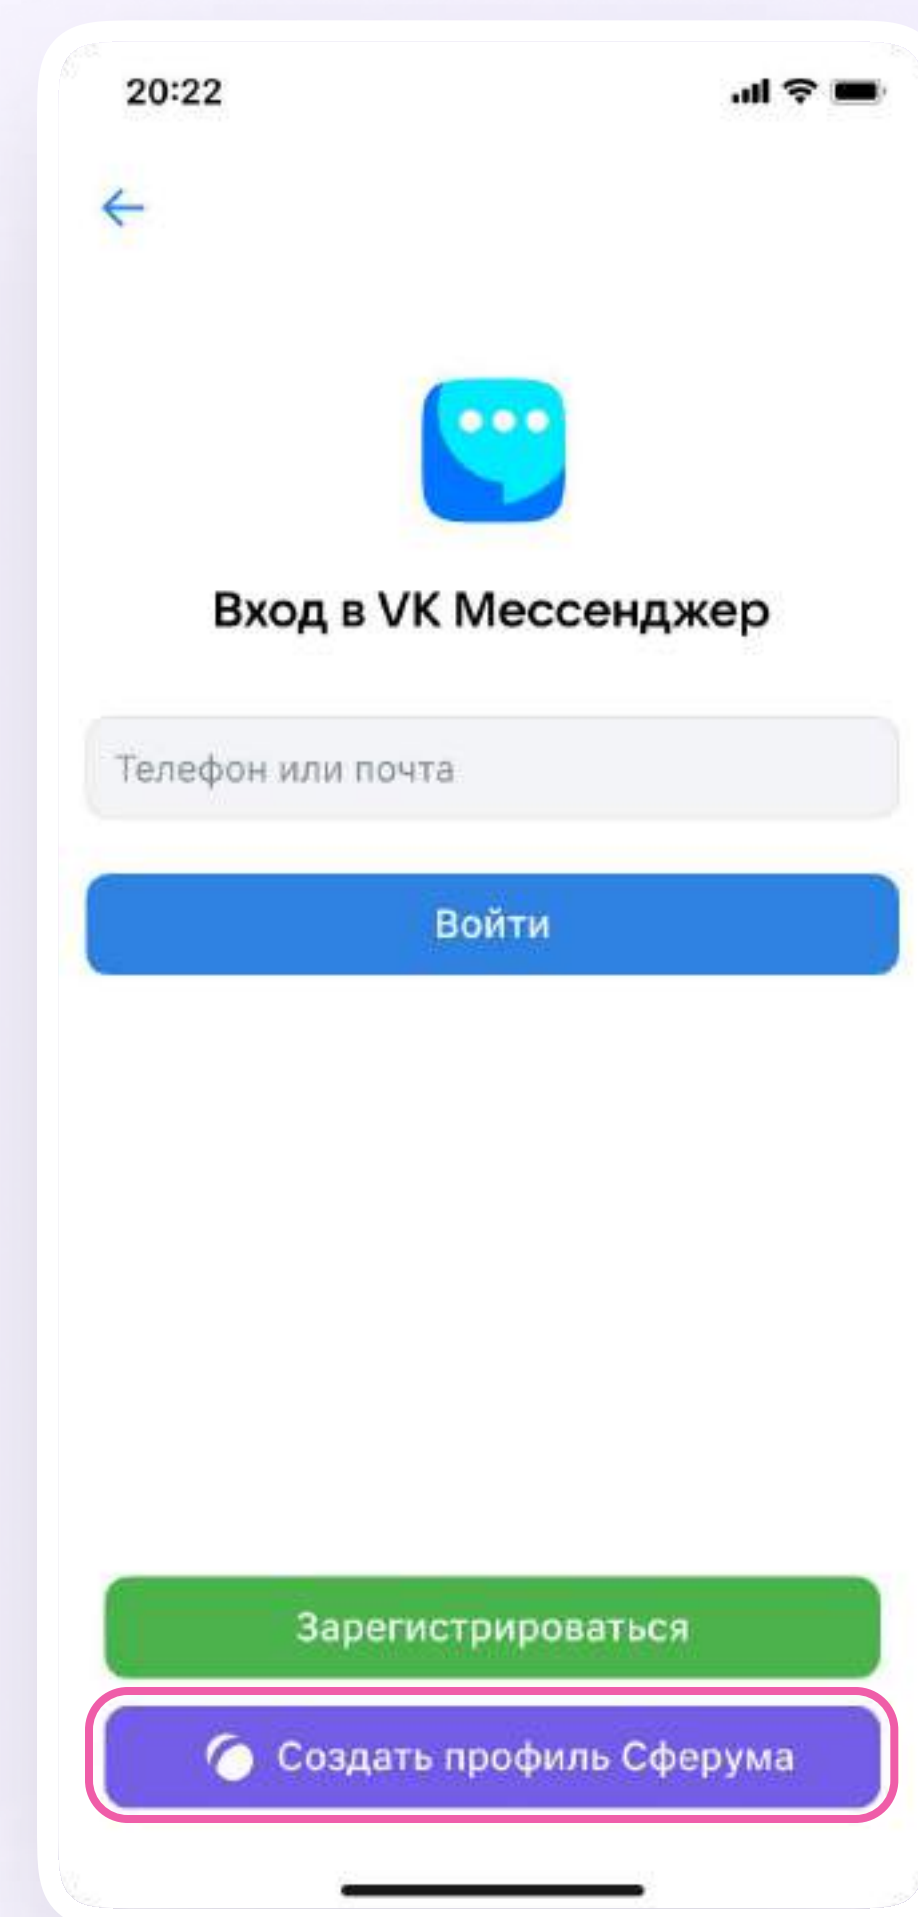 20:22
Вход в VK Мессенджер
Телефон или почта
Войти
Зарегистрироваться
Создать профиль Сферума